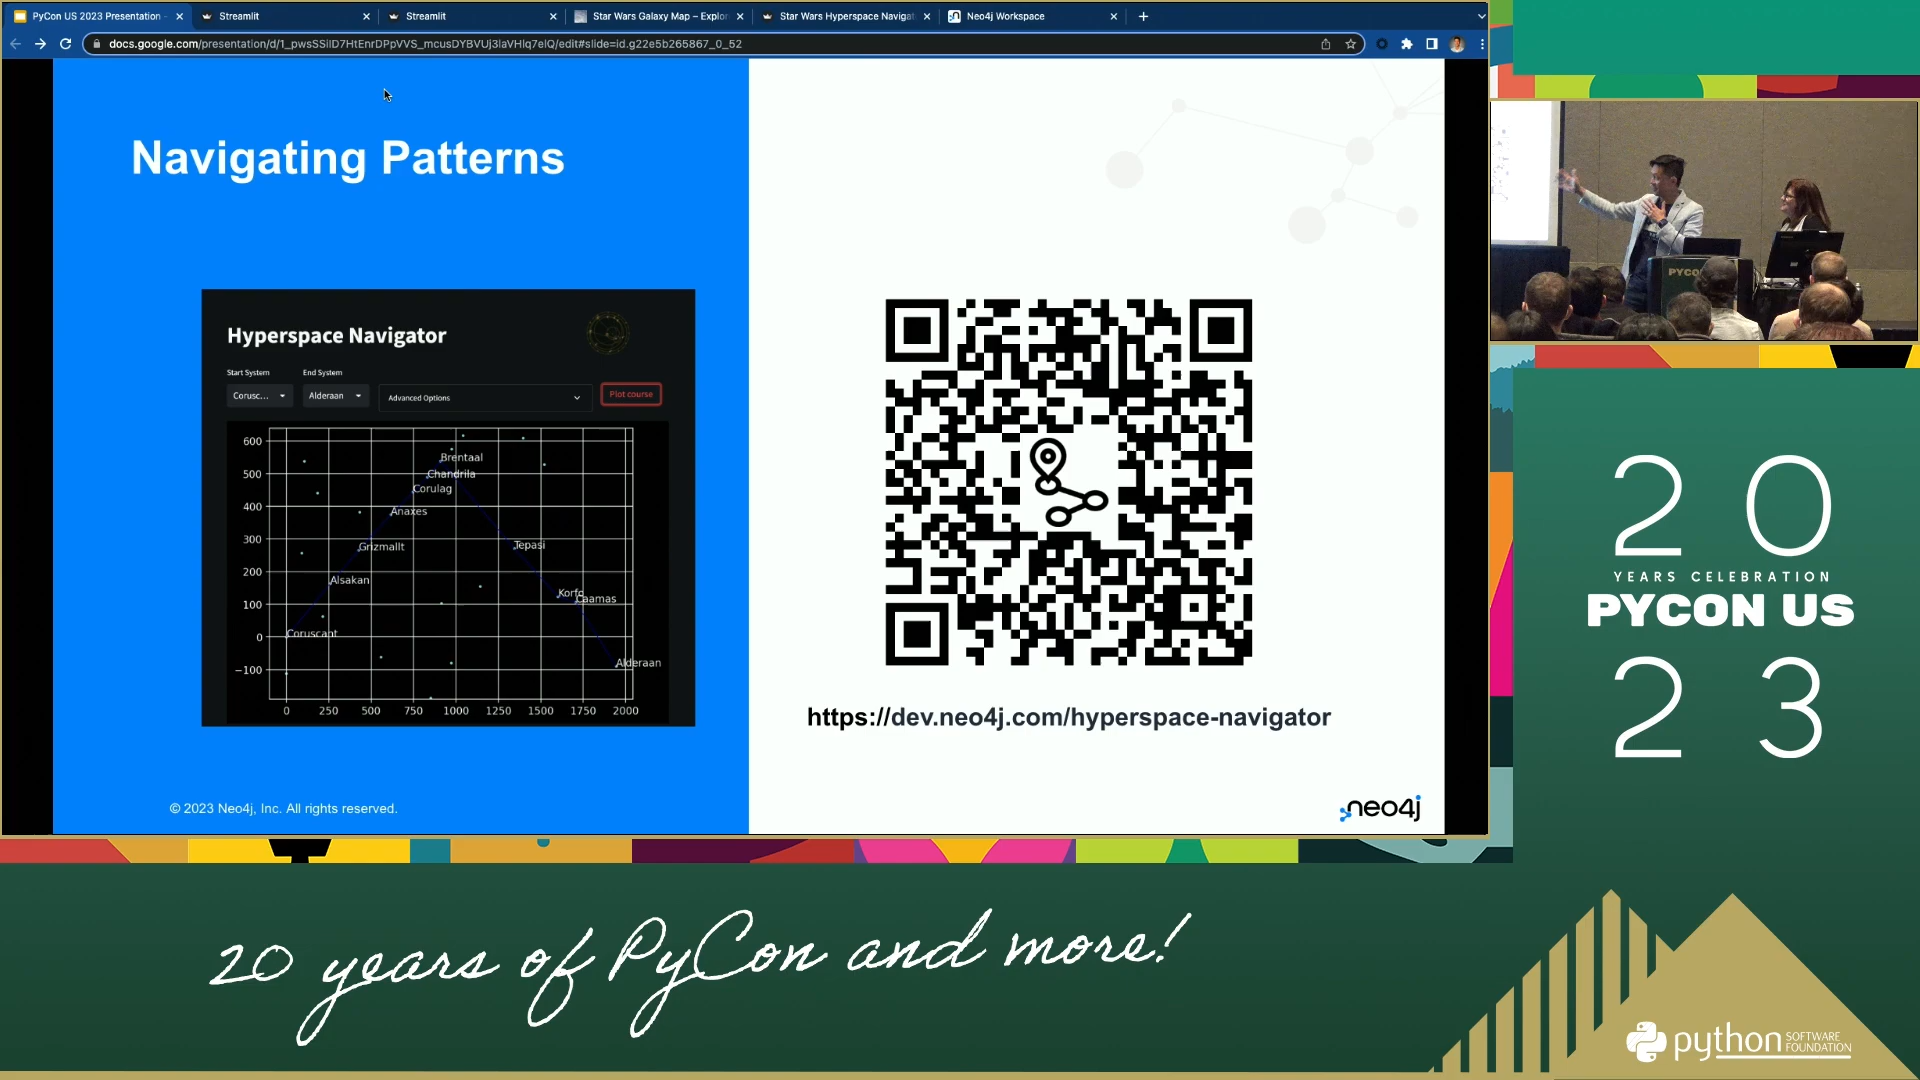 PyCon US 2023 Presentation -
Streamlit
Streamlit
Star Wars Galaxy Map – Explor
Star Wars Hyperspace Navigat
Neo4j Workspace
docs.google.com/presentation/d/1_pwsSSilD7HtEnrDPpVVS_mcusDYBVUj3laVHlq7elQ/edit#slide=id.g22e5b265867_0_52
Navigating Patterns
Hyperspace Navigator
Start System
End System
Corusc...
Alderaan
Advanced Options
Plot course
600
500
400
300
200
100
0
−100
0
250
500
750
1000
1250
1500
1750
2000
Brentaal
Chandrila
Corulag
Anaxes
Grizmallt
Tepasi
Alsakan
Korfo
Caamas
Coruscant
Alderaan
https://dev.neo4j.com/hyperspace-navigator
© 2023 Neo4j, Inc. All rights reserved.
neo4j
PYCO
20
YEARS CELEBRATION
PYCON US
23
20 years of PyCon and more!
python
SOFTWARE
FOUNDATION